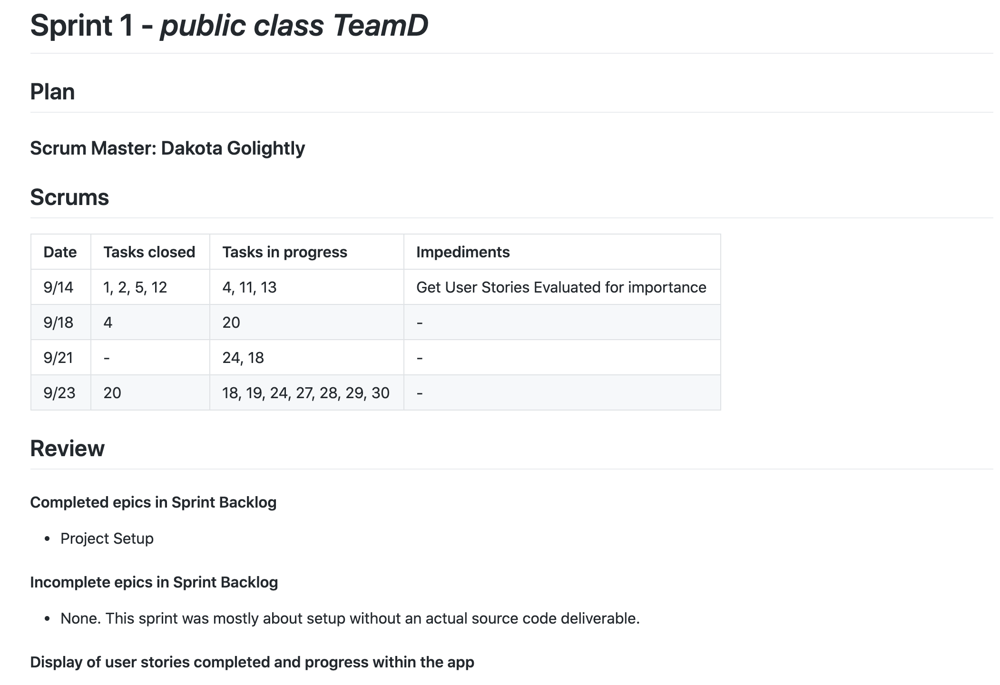 Sprint 1 - public class TeamD
Plan
Scrum Master: Dakota Golightly
Scrums
Date Tasks closed Tasks in progress Impediments
9/14 1, 2, 5, 12 4, 11, 13 Get User Stories Evaluated for importance
9/18 4 20 -
9/21 - 24, 18 -
9/23 20 18, 19, 24, 27, 28, 29, 30 -
Review
Completed epics in Sprint Backlog
• Project Setup
Incomplete epics in Sprint Backlog
• None. This sprint was mostly about setup without an actual source code deliverable.
Display of user stories completed and progress within the app